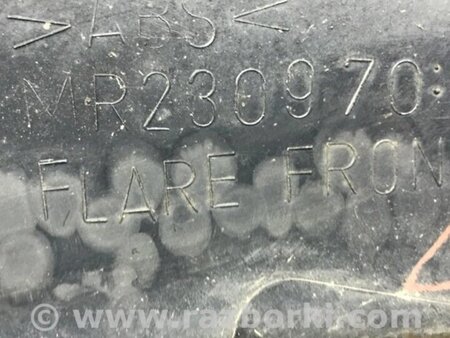 >ABS<
MR230970:
FLARE FRON
© www.razborki.com